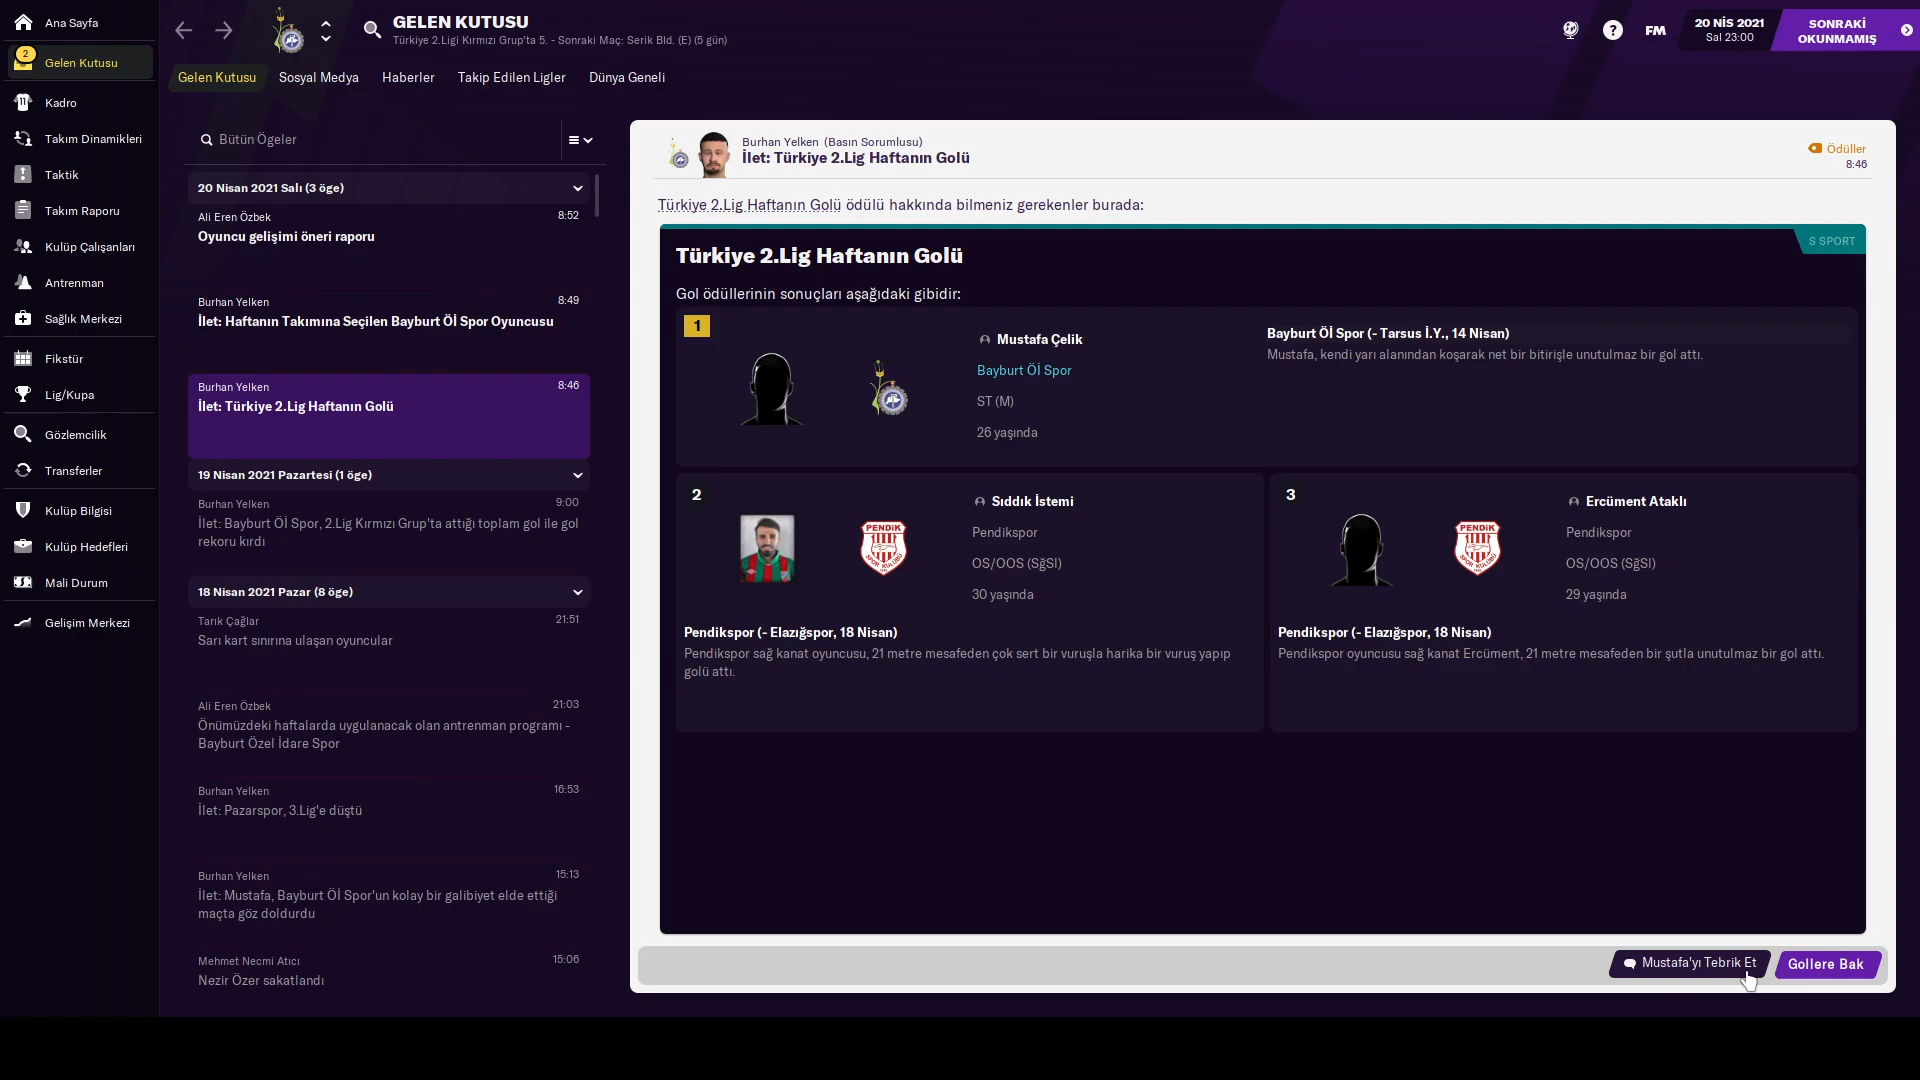 Ana Sayfa
2
Gelen Kutusu
Kadro
Takım Dinamikleri
Taktik
Takım Raporu
Kulüp Çalışanları
Antrenman
Sağlık Merkezi
Fikstür
Lig/Kupa
Gözlemcilik
Transferler
Kulüp Bilgisi
Kulüp Hedefleri
Mali Durum
Gelişim Merkezi
GELEN KUTUSU
Türkiye 2.Ligi Kırmızı Grup'ta 5. - Sonraki Maç: Serik Bld. (E) (5 gün)
FM
20 NİS 2021
Sal 23:00
SONRAKİ
OKUNMAMIŞ
Gelen Kutusu
Sosyal Medya
Haberler
Takip Edilen Ligler
Dünya Geneli
Bütün Ögeler
20 Nisan 2021 Salı (3 öge)
Ali Eren Özbek
8:52
Oyuncu gelişimi öneri raporu
Burhan Yelken
8:49
İlet: Haftanın Takımına Seçilen Bayburt Öİ Spor Oyuncusu
Burhan Yelken
8:46
İlet: Türkiye 2.Lig Haftanın Golü
19 Nisan 2021 Pazartesi (1 öge)
Burhan Yelken
9:00
İlet: Bayburt Öİ Spor, 2.Lig Kırmızı Grup'ta attığı toplam gol ile gol
rekoru kırdı
18 Nisan 2021 Pazar (8 öge)
Tarık Çağlar
21:51
Sarı kart sınırına ulaşan oyuncular
Ali Eren Özbek
21:03
Önümüzdeki haftalarda uygulanacak olan antrenman programı -
Bayburt Özel İdare Spor
Burhan Yelken
16:53
İlet: Pazarspor, 3.Lig'e düştü
Burhan Yelken
15:13
İlet: Mustafa, Bayburt Öİ Spor'un kolay bir galibiyet elde ettiği
maçta göz doldurdu
Mehmet Necmi Atıcı
15:06
Nezir Özer sakatlandı
Burhan Yelken (Basın Sorumlusu)
İlet: Türkiye 2.Lig Haftanın Golü
Ödüller
8:46
Türkiye 2.Lig Haftanın Golü ödülü hakkında bilmeniz gerekenler burada:
S SPORT
Türkiye 2.Lig Haftanın Golü
Gol ödüllerinin sonuçları aşağıdaki gibidir:
1
Mustafa Çelik
Bayburt Öİ Spor
ST (M)
26 yaşında
Bayburt Öİ Spor (- Tarsus İ.Y., 14 Nisan)
Mustafa, kendi yarı alanından koşarak net bir bitirişle unutulmaz bir gol attı.
2
PENDİK
SPOR KULÜBÜ
Sıddık İstemi
Pendikspor
OS/OOS (SğSl)
30 yaşında
Pendikspor (- Elazığspor, 18 Nisan)
Pendikspor sağ kanat oyuncusu, 21 metre mesafeden çok sert bir vuruşla harika bir vuruş yapıp
golü attı.
3
PENDİK
SPOR KULÜBÜ
Ercüment Ataklı
Pendikspor
OS/OOS (SğSl)
29 yaşında
Pendikspor (- Elazığspor, 18 Nisan)
Pendikspor oyuncusu sağ kanat Ercüment, 21 metre mesafeden bir şutla unutulmaz bir gol attı.
Mustafa'yı Tebrik Et
Gollere Bak